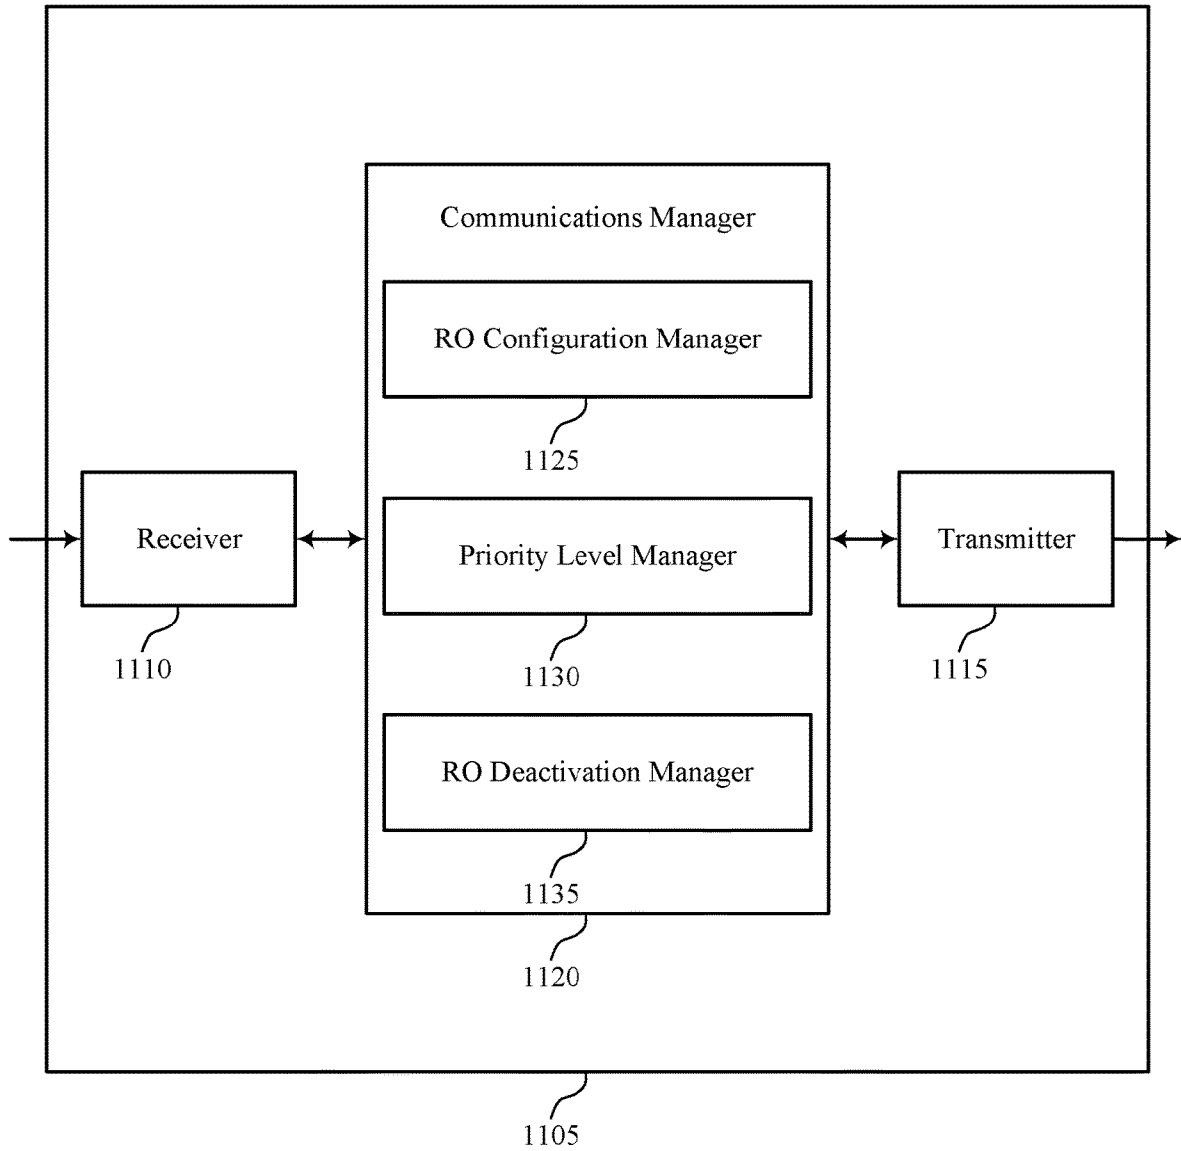 Communications Manager
RO Configuration Manager
1125
Receiver
1110
Priority Level Manager
1130
Transmitter
1115
RO Deactivation Manager
1135
1120
1105